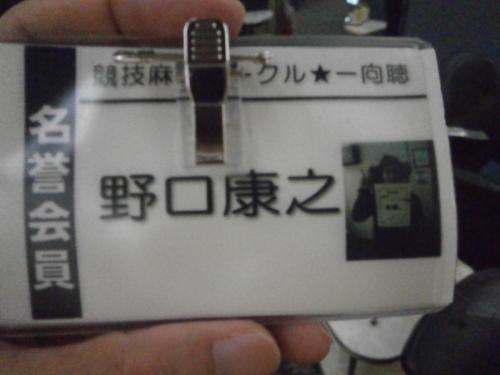 競技麻 ークル★一向聴
名誉会員
野口康之